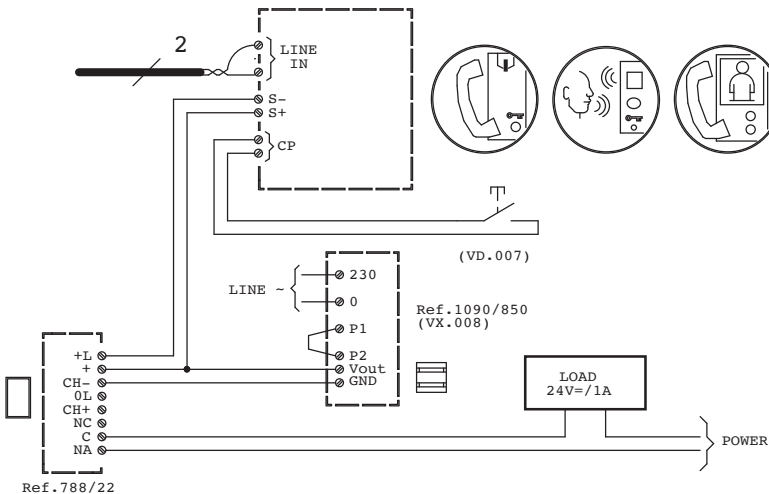 2
LINE
IN
S-
S+
CP
(VD.007)
230
LINE ~
0
Ref.1090/850
(VX.008)
P1
P2
Vout
GND
+L
+
CH-
0L
CH+
NC
C
NA
LOAD
24V=/1A
POWER
Ref.788/22